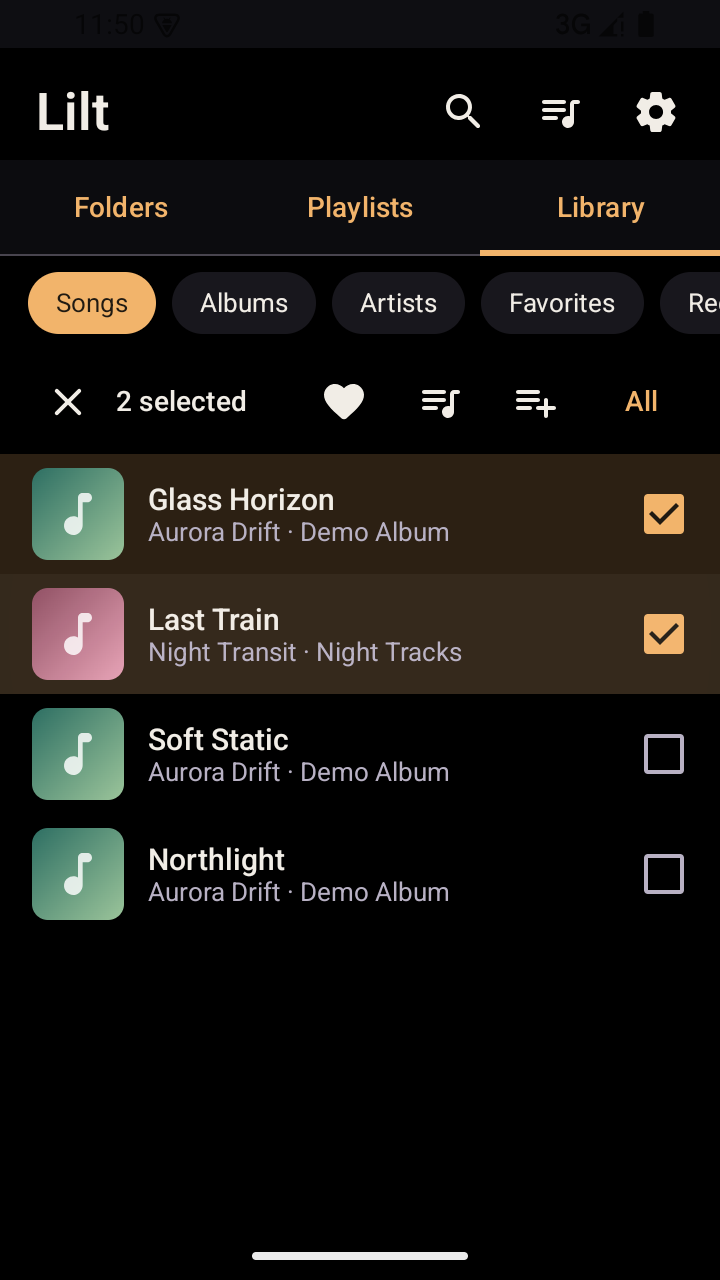 11:50
3G
Lilt
Folders Playlists Library
Songs Albums Artists Favorites
2 selected All
Glass Horizon
Aurora Drift · Demo Album
Last Train
Night Transit · Night Tracks
Soft Static
Aurora Drift · Demo Album
Northlight
Aurora Drift · Demo Album